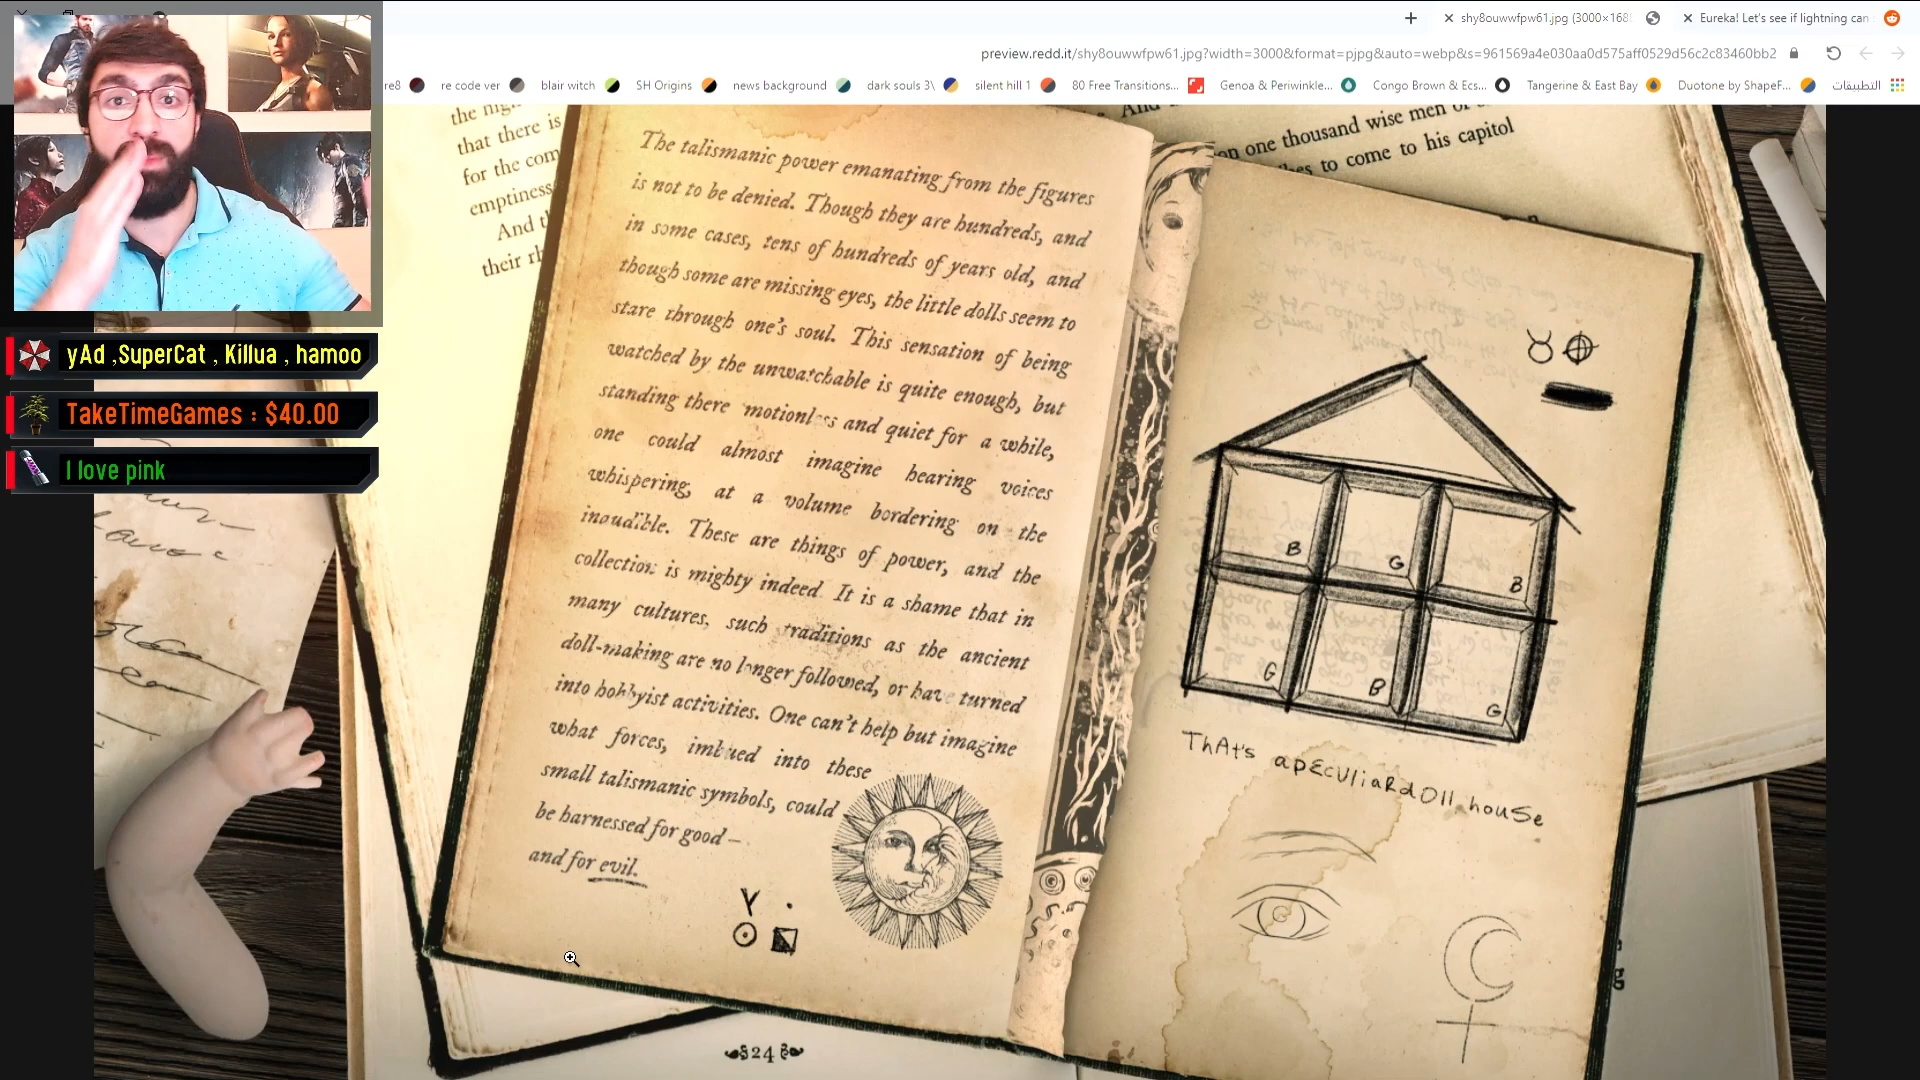 shy8ouwwfpw61.jpg (3000×168
Eureka! Let's see if lightning can
preview.redd.it/shy8ouwwfpw61.jpg?width=3000&format=pjpg&auto=webp&s=961569a4e030aa0d575aff0529d56c2c83460bb2
re8 re code ver blair witch SH Origins news background dark souls 3\ silent hill 1 80 Free Transitions... Genoa & Periwinkle... Congo Brown & Ecs... Tangerine & East Bay Duotone by ShapeF... التطبيقات
yAd ,SuperCat , Killua , hamoo
TakeTimeGames : $40.00
I love pink
that there is
for the com
emptiness
And t
their
on one thousand wise men
to come to his capitol
The talismanic power emanating from the figures
is not to be denied. Though they are hundreds, and
in some cases, tens of hundreds of years old, and
though some are missing eyes, the little dolls seem to
stare through one's soul. This sensation of being
watched by the unwatchable is quite enough, but
standing there motionless and quiet for a while,
one could almost imagine hearing voices
whispering, at a volume bordering on the
inaudible. These are things of power, and the
collection is mighty indeed. It is a shame that in
many cultures, such traditions as the ancient
doll-making are no longer followed, or have turned
into hobbyist activities. One can't help but imagine
what forces, imbued into these
small talismanic symbols, could
be harnessed for good –
and for evil.
24
B G B
G B G
ThAt's apEcUliaRdOll housE